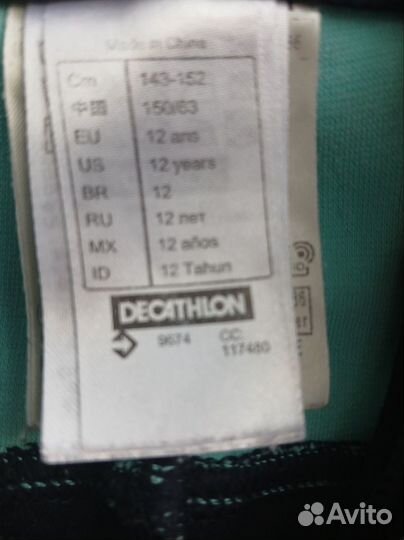 Made in China
Cm 143-152
中国 150/63
EU 12 ans
US 12 years
BR 12
RU 12 лет
MX 12 años
ID 12 Tahun
DECATHLON
9674 CC:
117480
Avito